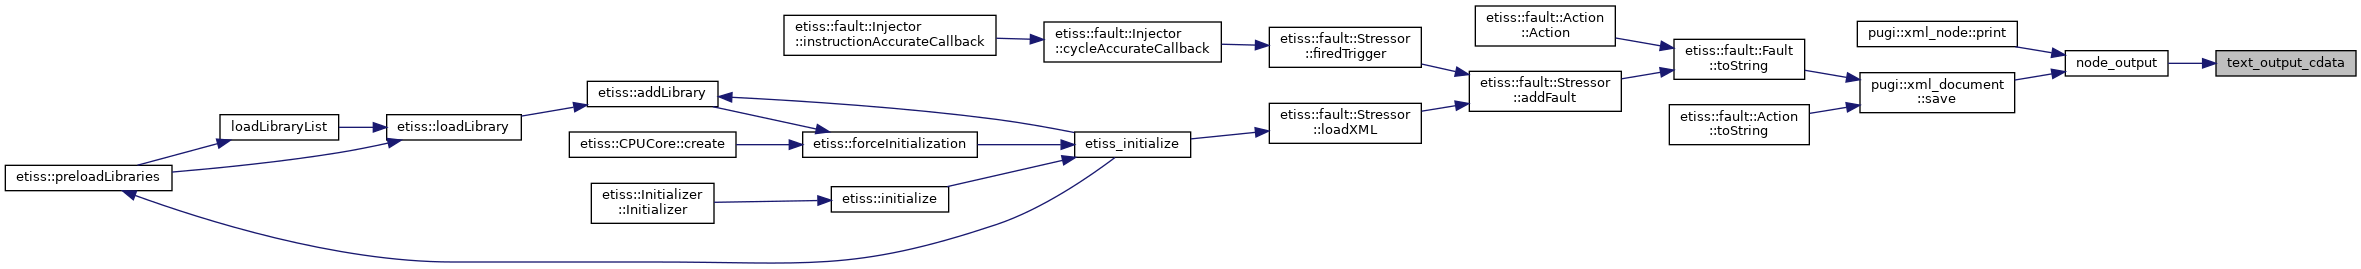 etiss::fault::Injector
::instructionAccurateCallback
etiss::fault::Injector
::cycleAccurateCallback
etiss::fault::Stressor
::firedTrigger
etiss::fault::Action
::Action
etiss::fault::Fault
::toString
pugi::xml_node::print
node_output
text_output_cdata
etiss::addLibrary
etiss::fault::Stressor
::addFault
pugi::xml_document
::save
loadLibraryList
etiss::loadLibrary
etiss::CPUCore::create
etiss::forceInitialization
etiss_initialize
etiss::fault::Stressor
::loadXML
etiss::fault::Action
::toString
etiss::preloadLibraries
etiss::Initializer
::Initializer
etiss::initialize